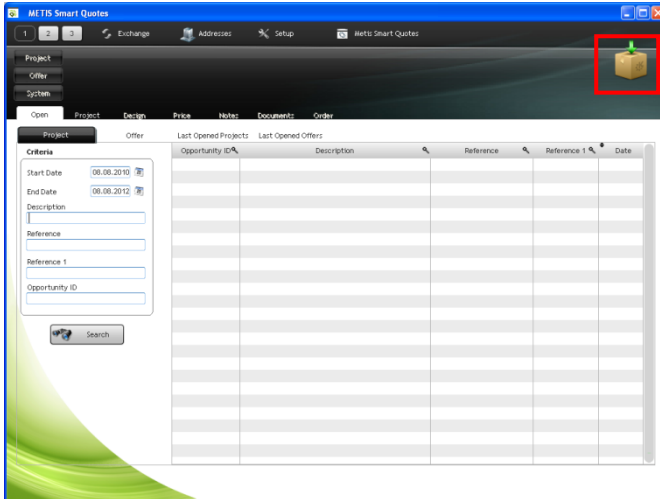 METIS Smart Quotes
1 2 3 Exchange Addresses Setup Metis Smart Quotes
Project
Offer
System
Open Project Design Price Notes Documents Order
Project Offer Last Opened Projects Last Opened Offers
Criteria
Opportunity ID Description Reference Reference 1 Date
Start Date 08.08.2010
End Date 08.08.2012
Description
Reference
Reference 1
Opportunity ID
Search